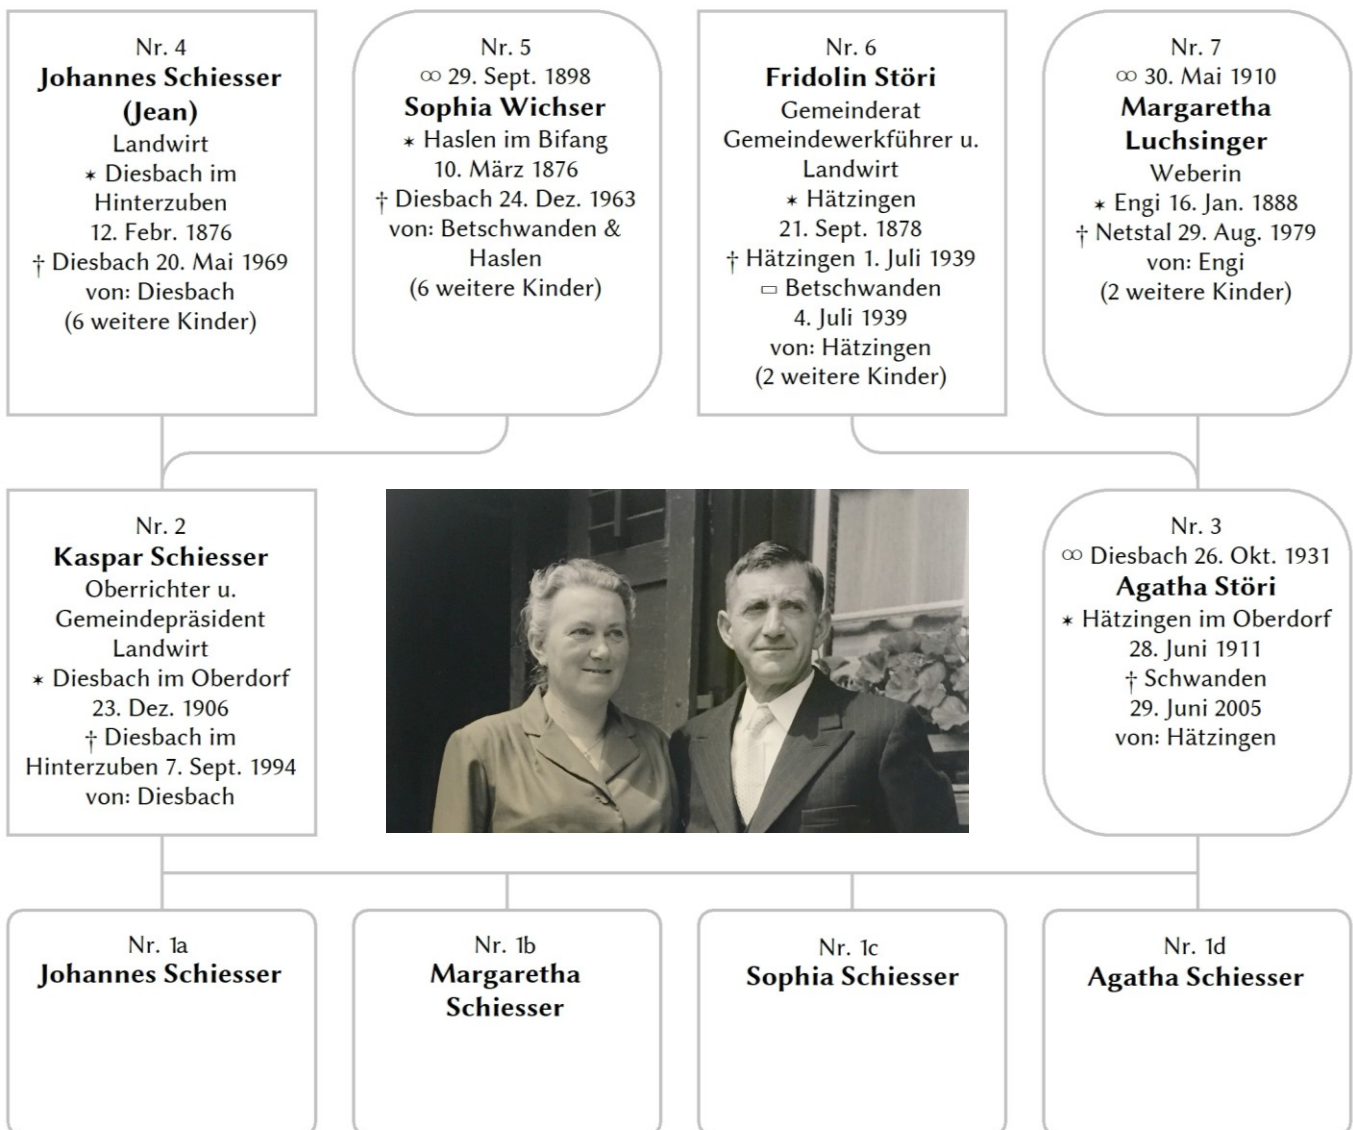 Nr. 4
Johannes Schiesser
(Jean)
Landwirt
✶ Diesbach im
Hinterzuben
12. Febr. 1876
† Diesbach 20. Mai 1969
von: Diesbach
(6 weitere Kinder)
Nr. 5
∞ 29. Sept. 1898
Sophia Wichser
✶ Haslen im Bifang
10. März 1876
† Diesbach 24. Dez. 1963
von: Betschwanden &
Haslen
(6 weitere Kinder)
Nr. 6
Fridolin Störi
Gemeinderat
Gemeindewerkführer u.
Landwirt
✶ Hätzingen
21. Sept. 1878
† Hätzingen 1. Juli 1939
▭ Betschwanden
4. Juli 1939
von: Hätzingen
(2 weitere Kinder)
Nr. 7
∞ 30. Mai 1910
Margaretha
Luchsinger
Weberin
✶ Engi 16. Jan. 1888
† Netstal 29. Aug. 1979
von: Engi
(2 weitere Kinder)
Nr. 2
Kaspar Schiesser
Oberrichter u.
Gemeindepräsident
Landwirt
✶ Diesbach im Oberdorf
23. Dez. 1906
† Diesbach im
Hinterzuben 7. Sept. 1994
von: Diesbach
Nr. 3
∞ Diesbach 26. Okt. 1931
Agatha Störi
✶ Hätzingen im Oberdorf
28. Juni 1911
† Schwanden
29. Juni 2005
von: Hätzingen
Nr. 1a
Johannes Schiesser
Nr. 1b
Margaretha
Schiesser
Nr. 1c
Sophia Schiesser
Nr. 1d
Agatha Schiesser